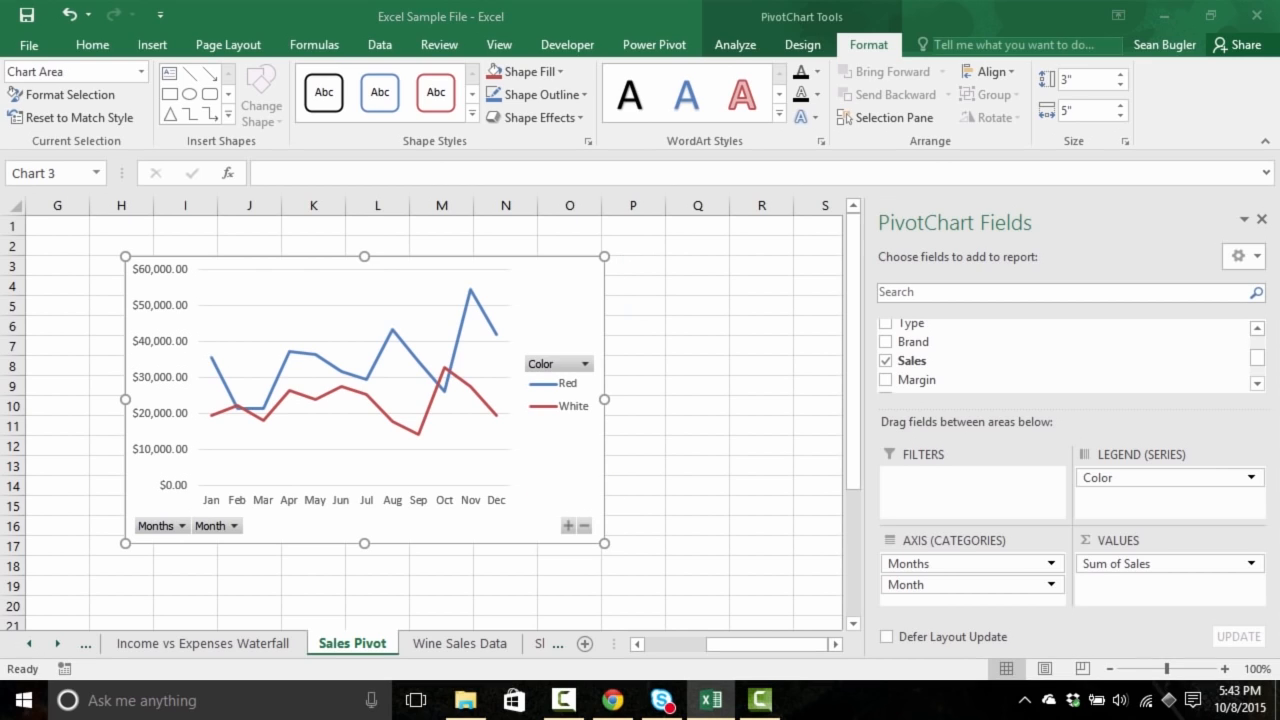 Excel Sample File - Excel
PivotChart Tools
File Home Insert Page Layout Formulas Data Review View Developer Power Pivot Analyze Design Format Tell me what you want to do... Sean Bugler Share
Chart Area
Format Selection
Reset to Match Style
Current Selection
Change
Shape
Insert Shapes
Abc Abc Abc
Shape Fill
Shape Outline
Shape Effects
Shape Styles
A A A
A
A
A
WordArt Styles
Bring Forward
Send Backward
Selection Pane
Align
Group
Rotate
Arrange
3"
5"
Size
Chart 3
fx
G H I J K L M N O P Q R S
1
2
3
4
5
6
7
8
9
10
11
12
13
14
15
16
17
18
19
20
21
$60,000.00
$50,000.00
$40,000.00
$30,000.00
$20,000.00
$10,000.00
$0.00
Jan Feb Mar Apr May Jun Jul Aug Sep Oct Nov Dec
Color
Red
White
Months Month
PivotChart Fields
Choose fields to add to report:
Search
Type
Brand
Sales
Margin
Drag fields between areas below:
FILTERS
LEGEND (SERIES)
Color
AXIS (CATEGORIES)
Months
Month
Σ VALUES
Sum of Sales
Defer Layout Update
UPDATE
... Income vs Expenses Waterfall Sales Pivot Wine Sales Data Sl ...
Ready
100%
Ask me anything
5:43 PM
10/8/2015